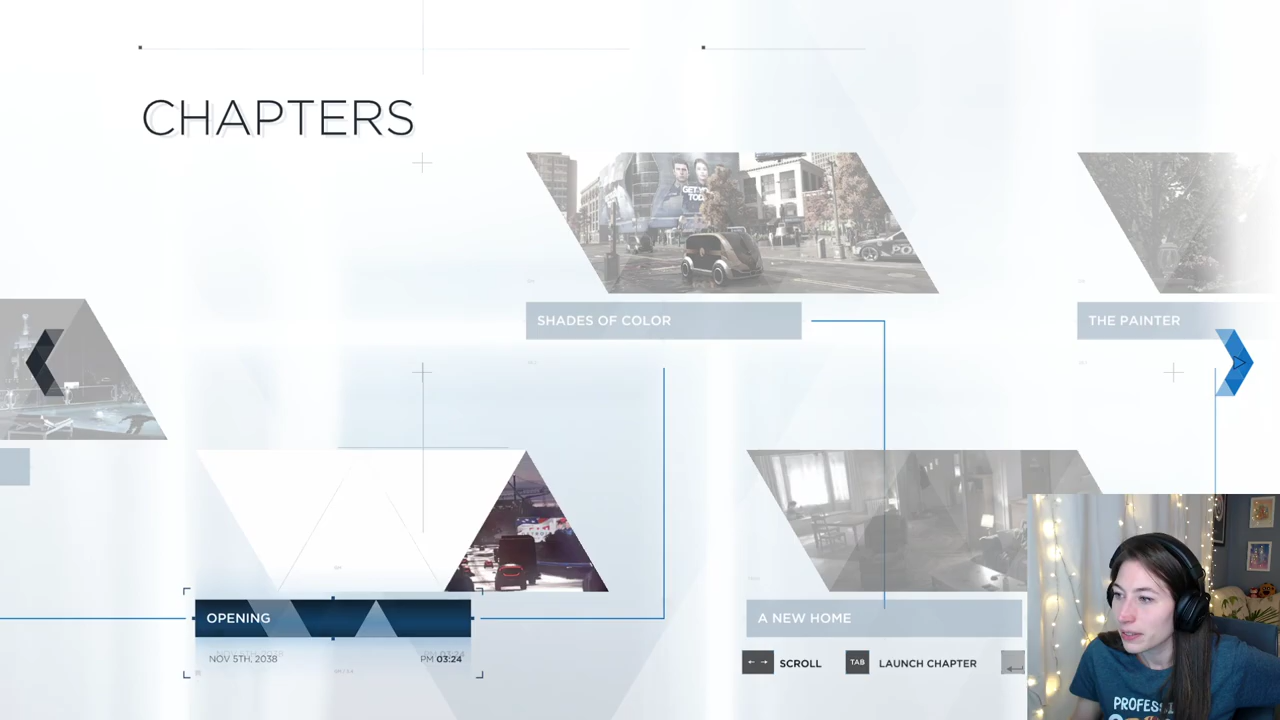 CHAPTERS
SHADES OF COLOR
THE PAINTER
OPENING
NOV 5TH, 2038
PM 03:24
A NEW HOME
← → SCROLL
TAB LAUNCH CHAPTER